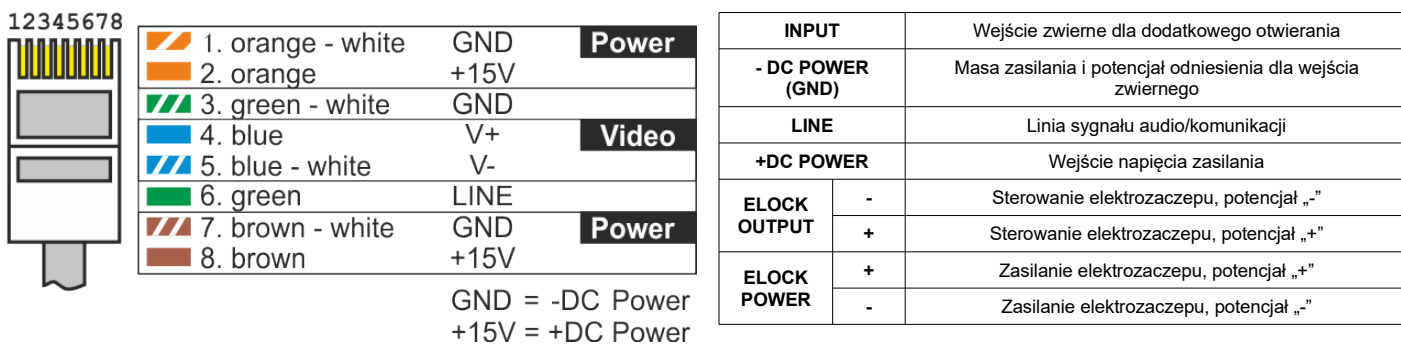 12345678
1. orange - white GND Power
2. orange +15V
3. green - white GND
4. blue V+ Video
5. blue - white V-
6. green LINE
7. brown - white GND Power
8. brown +15V
GND = -DC Power
+15V = +DC Power
INPUT Wejście zwierne dla dodatkowego otwierania
- DC POWER (GND) Masa zasilania i potencjał odniesienia dla wejścia
zwiernego
LINE Linia sygnału audio/komunikacji
+DC POWER Wejście napięcia zasilania
ELOCK OUTPUT - Sterowanie elektrozaczepu, potencjał „-”
+ Sterowanie elektrozaczepu, potencjał „+”
ELOCK POWER + Zasilanie elektrozaczepu, potencjał „+”
- Zasilanie elektrozaczepu, potencjał „-”